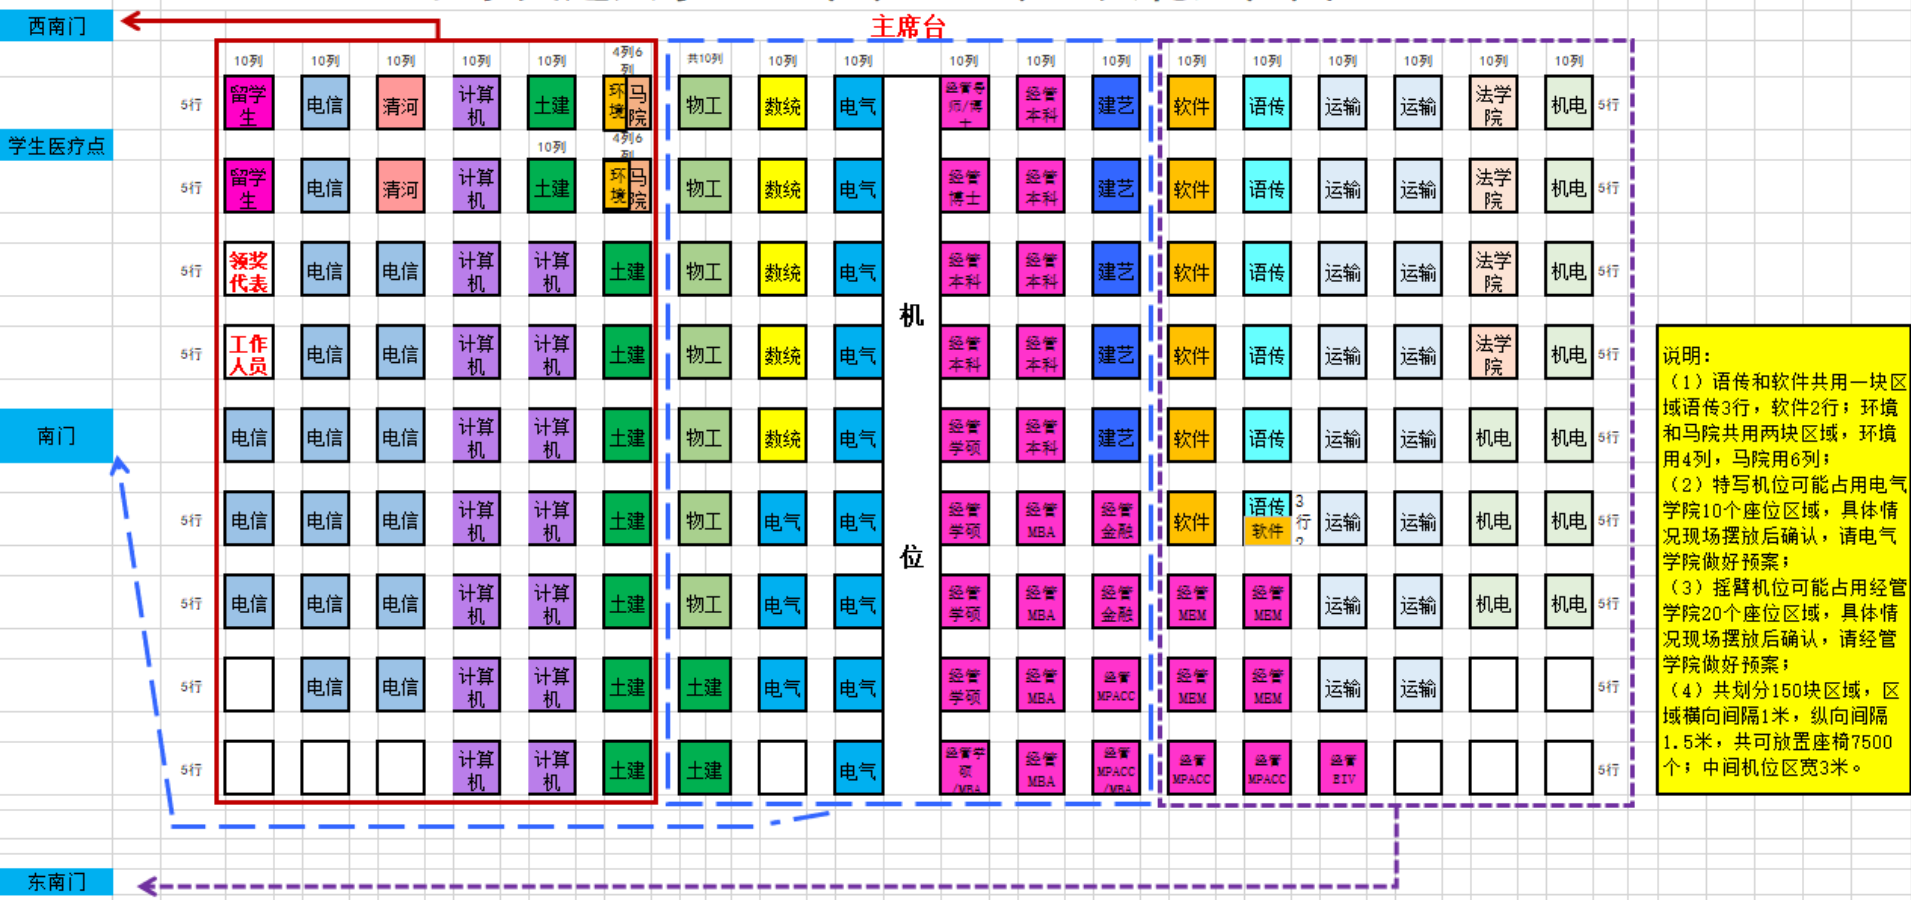 西南门
主席台
10列 10列 10列 10列 10列 4列6列 共10列 10列 10列 10列 10列 10列 10列 10列 10列 10列 10列 10列
5行 留学生 电信 清河 计算机 土建 环境 马院 物工 数统 电气 经管导师/博士 经管本科 建艺 软件 语传 运输 运输 法学院 机电 5行
学生医疗点
10列 4列6列
5行 留学生 电信 清河 计算机 土建 环境 马院 物工 数统 电气 经管博士 经管本科 建艺 软件 语传 运输 运输 法学院 机电 5行
5行 领奖代表 电信 电信 计算机 计算机 土建 物工 数统 电气 经管本科 经管本科 建艺 软件 语传 运输 运输 法学院 机电 5行
机
5行 工作人员 电信 电信 计算机 计算机 土建 物工 数统 电气 经管本科 经管本科 建艺 软件 语传 运输 运输 法学院 机电 5行
南门
电信 电信 电信 计算机 计算机 土建 物工 数统 电气 经管学硕 经管本科 建艺 软件 语传 运输 运输 机电 机电 5行
5行 电信 电信 电信 计算机 计算机 土建 物工 电气 电气 经管学硕 经管MBA 经管金融 软件 语传 软件 3行 运输 运输 机电 机电 5行
位
5行 电信 电信 电信 计算机 计算机 土建 物工 电气 电气 经管学硕 经管MBA 经管金融 经管MEM 经管MEM 运输 运输 机电 机电 5行
5行 电信 电信 计算机 计算机 土建 土建 电气 电气 经管学硕 经管MBA 经管MPACC 经管MEM 经管MEM 运输 运输 5行
5行 计算机 计算机 土建 土建 电气 经管学硕/MBA 经管MBA 经管MPACC/MBA 经管MPACC 经管MPACC 经管EIV 5行
东南门
说明：
（1）语传和软件共用一块区
域语传3行，软件2行；环境
和马院共用两块区域，环境
用4列，马院用6列；
（2）特写机位可能占用电气
学院10个座位区域，具体情
况现场摆放后确认，请电气
学院做好预案；
（3）摇臂机位可能占用经管
学院20个座位区域，具体情
况现场摆放后确认，请经管
学院做好预案；
（4）共划分150块区域，区
域横向间隔1米，纵向间隔
1.5米，共可放置座椅7500
个；中间机位区宽3米。